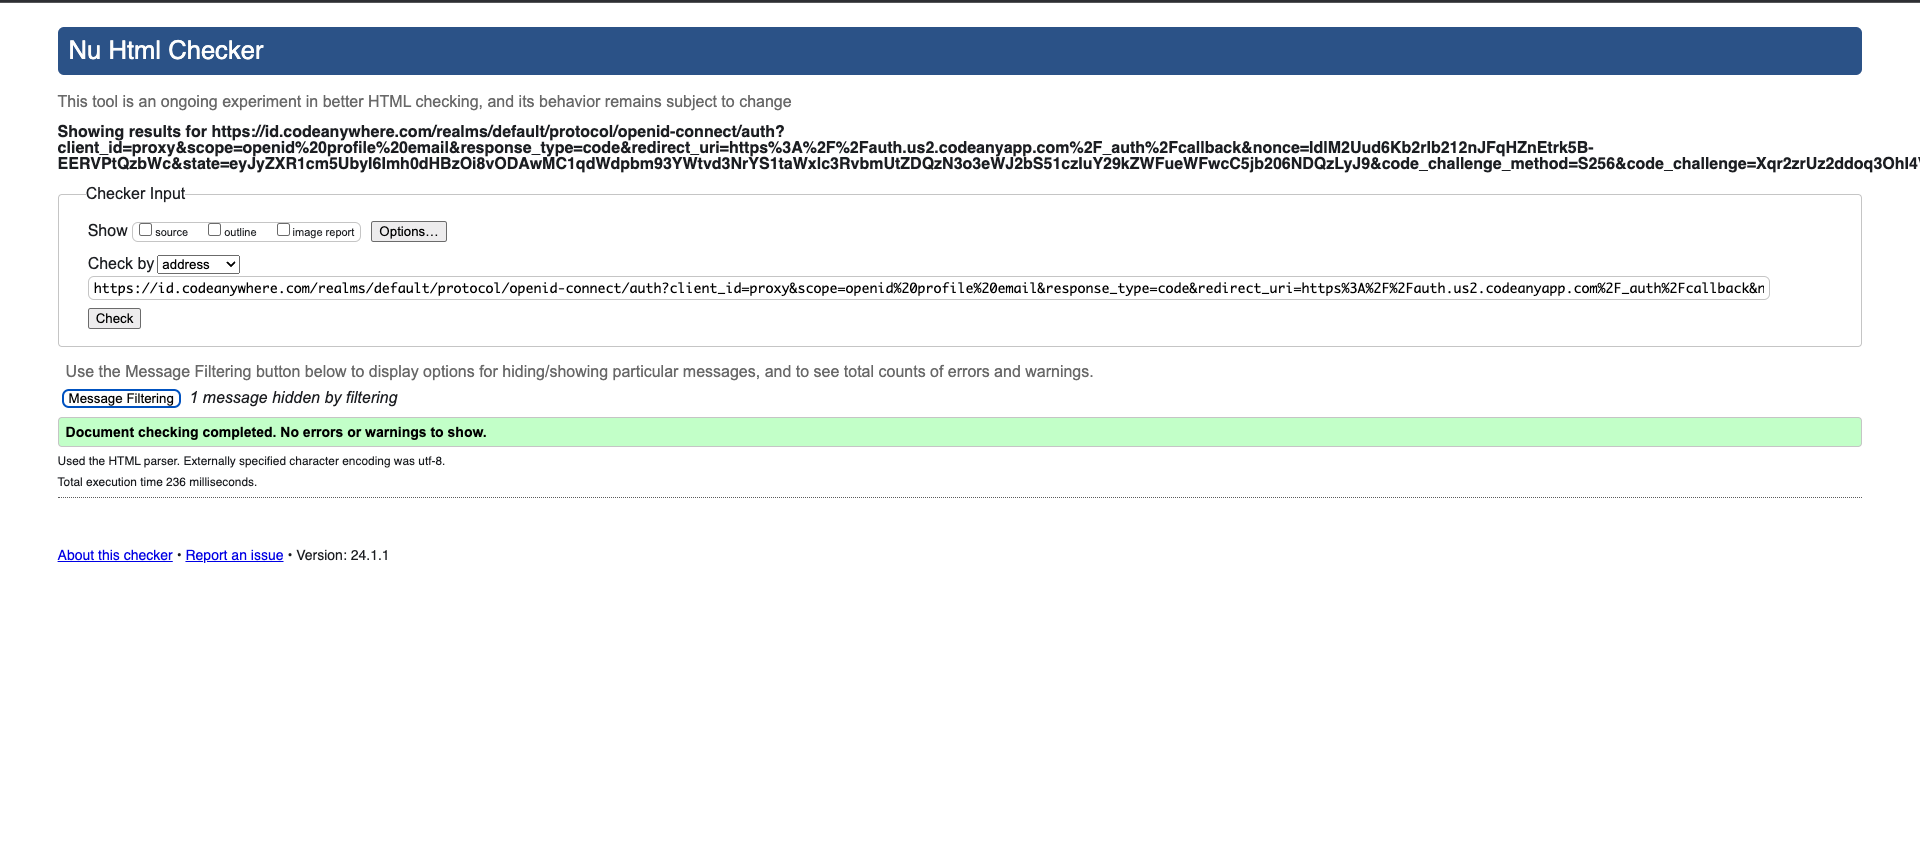 Nu Html Checker
This tool is an ongoing experiment in better HTML checking, and its behavior remains subject to change
Showing results for https://id.codeanywhere.com/realms/default/protocol/openid-connect/auth?
client_id=proxy&scope=openid%20profile%20email&response_type=code&redirect_uri=https%3A%2F%2Fauth.us2.codeanyapp.com%2F_auth%2Fcallback&nonce=IdIM2Uud6Kb2rIb212nJFqHZnEtrk5B-
EERVPtQzbWc&state=eyJyZXR1cm5UbyI6Imh0dHBzOi8vODAwMC1qdWdpbm93YWtvd3NrYS1taWxlc3RvbmUtZDQzN3o3eWJ2bS51czIuY29kZWFueWFwcC5jb206NDQzLyJ9&code_challenge_method=S256&code_challenge=Xqr2zrUz2ddoq3OhI4
Checker Input
Show source outline image report Options...
Check by address
https://id.codeanywhere.com/realms/default/protocol/openid-connect/auth?client_id=proxy&scope=openid%20profile%20email&response_type=code&redirect_uri=https%3A%2F%2Fauth.us2.codeanyapp.com%2F_auth%2Fcallback&n
Check
Use the Message Filtering button below to display options for hiding/showing particular messages, and to see total counts of errors and warnings.
Message Filtering 1 message hidden by filtering
Document checking completed. No errors or warnings to show.
Used the HTML parser. Externally specified character encoding was utf-8.
Total execution time 236 milliseconds.
About this checker • Report an issue • Version: 24.1.1